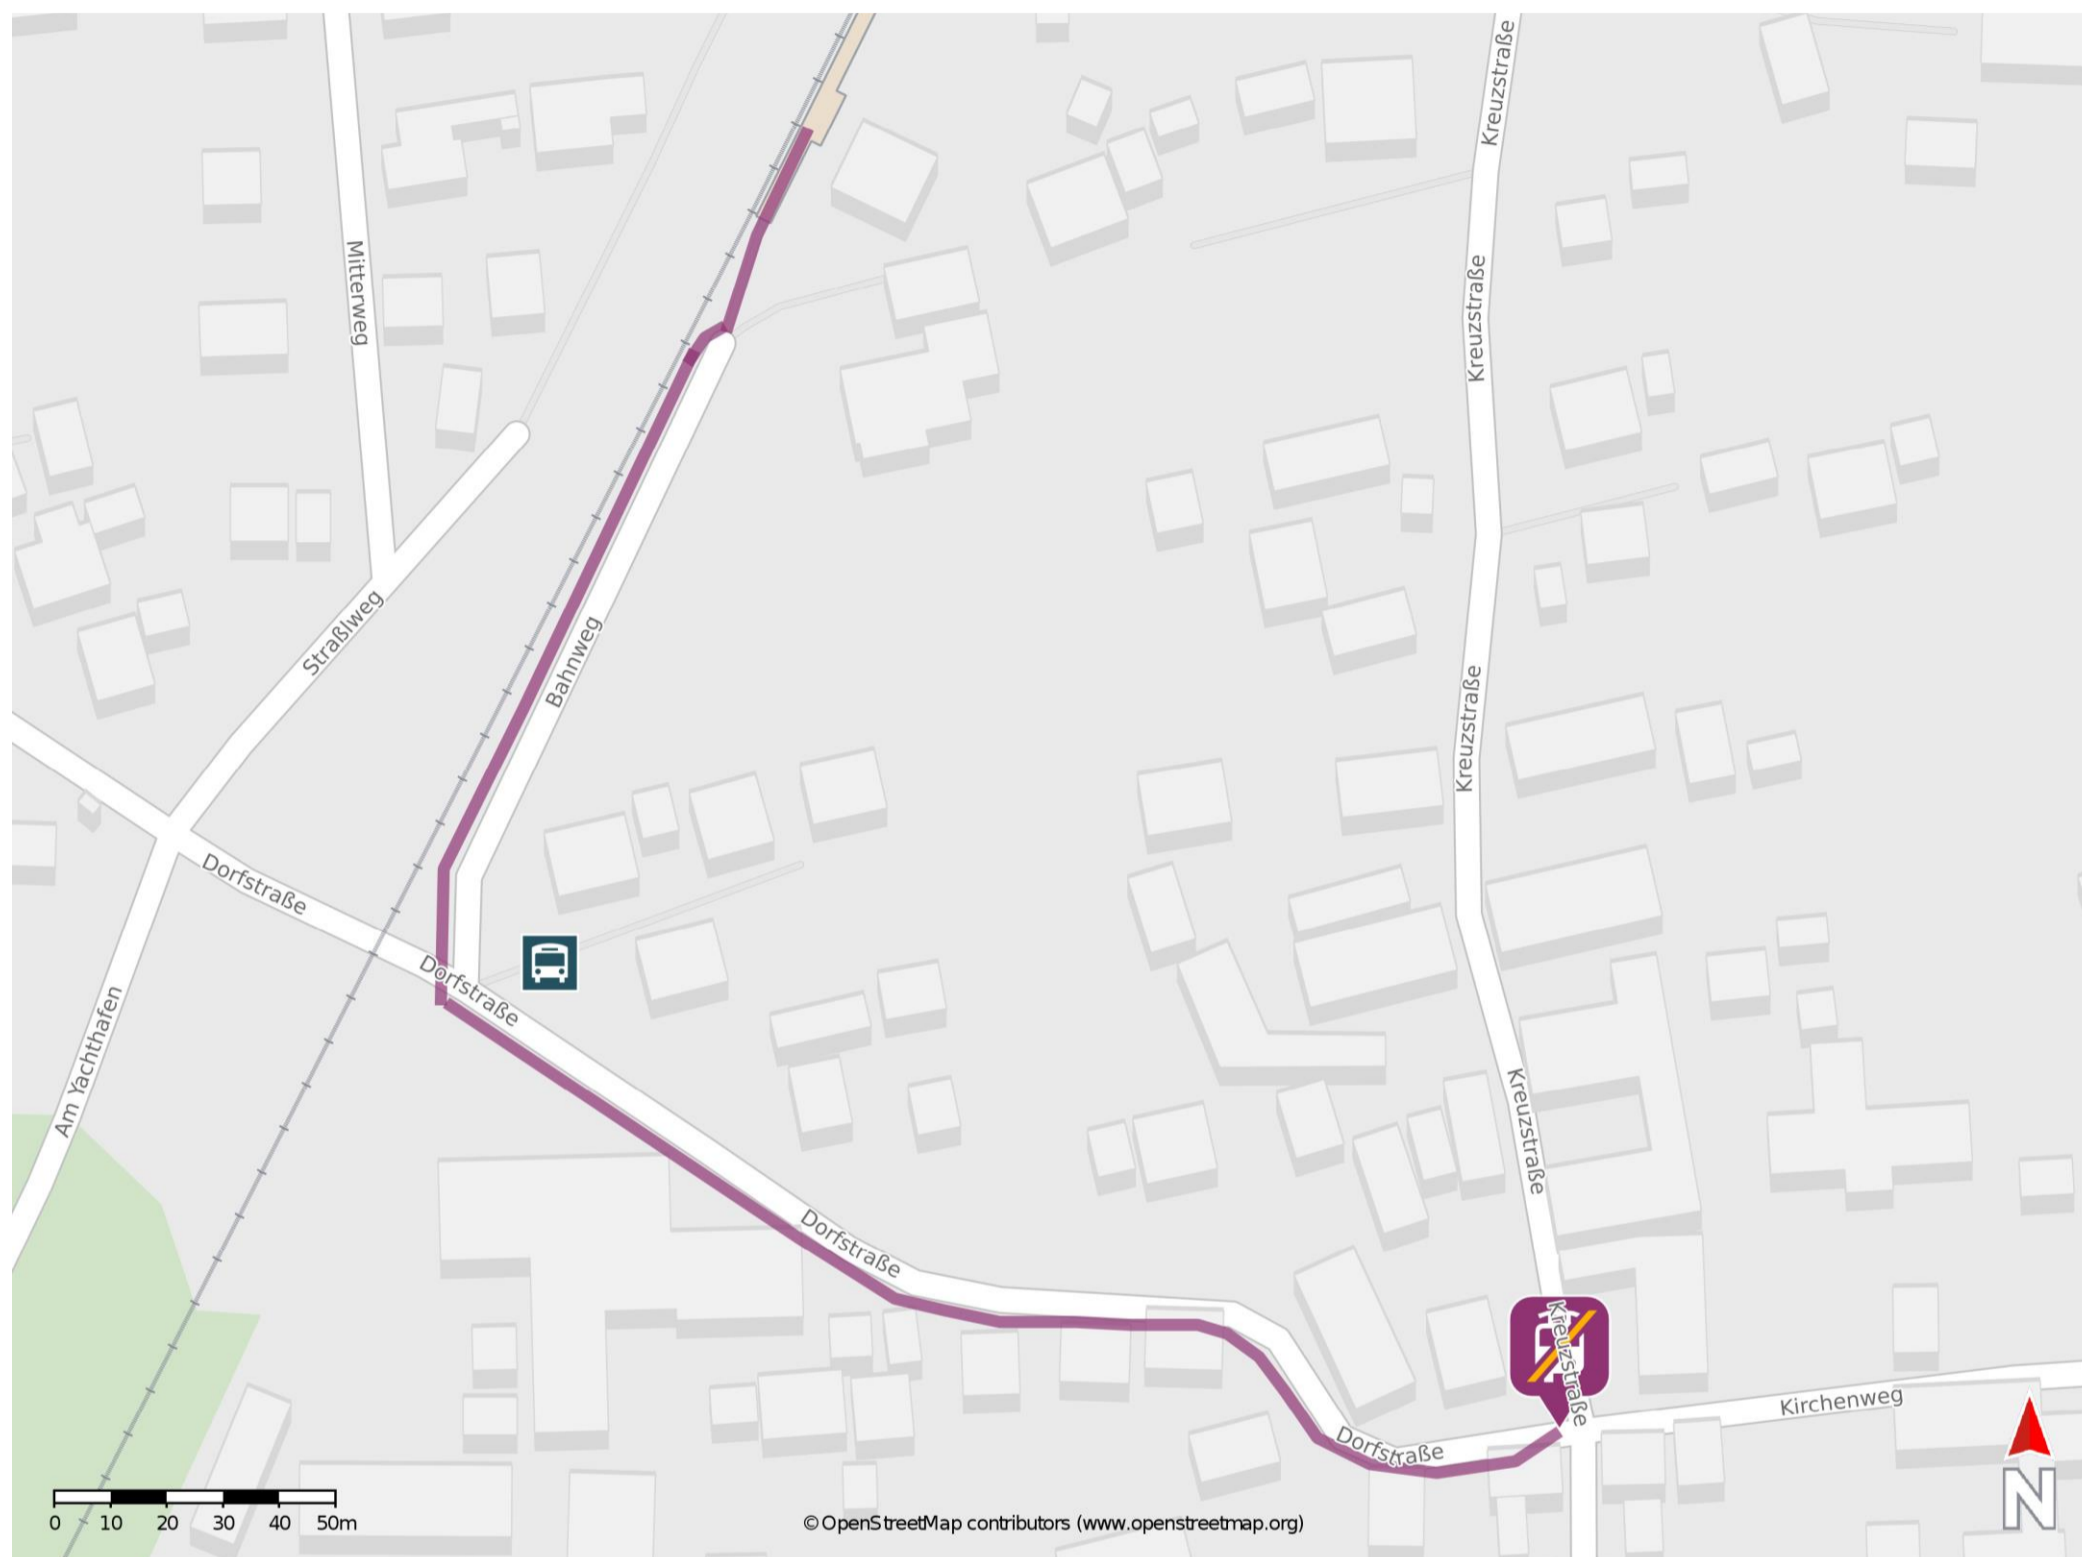 Kreuzstraße
Mitterweg
Kreuzstraße
Straßlweg
Bahnweg
Kreuzstraße
Dorfstraße
Dorfstraße
Am Yachthafen
Kreuzstraße
Dorfstraße
Kreuzstraße
Kirchenweg
Dorfstraße
N
0 10 20 30 40 50m
© OpenStreetMap contributors (www.openstreetmap.org)